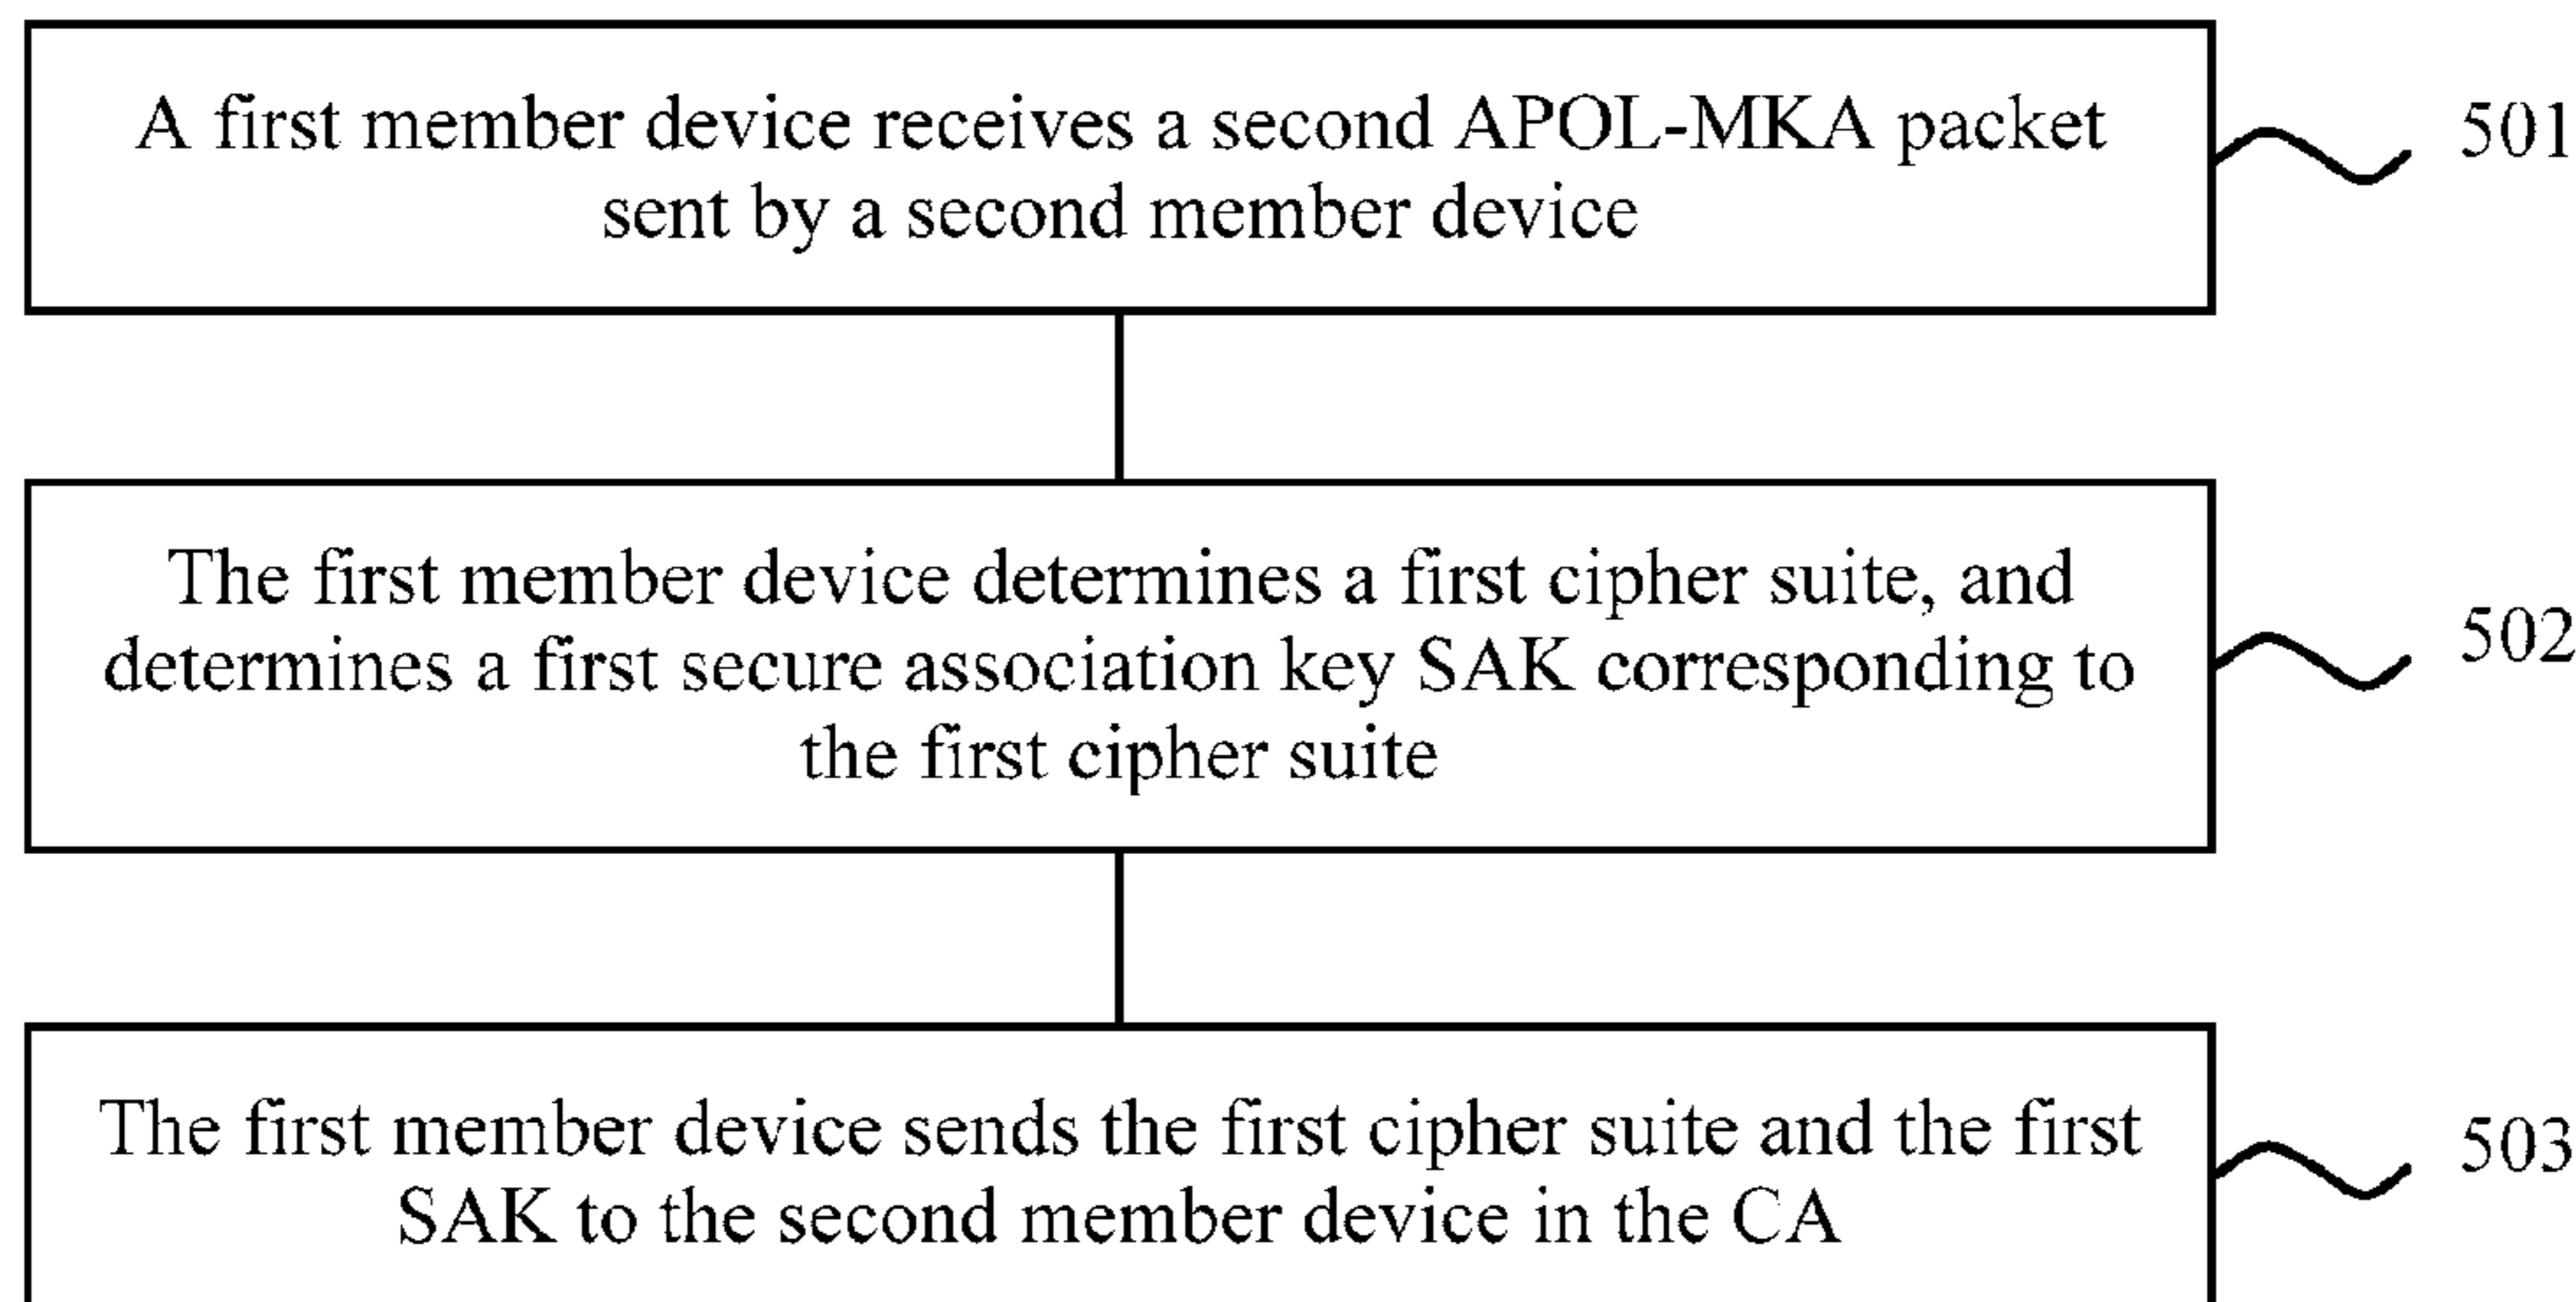 A first member device receives a second APOL-MKA packet
sent by a second member device
501
The first member device determines a first cipher suite, and
determines a first secure association key SAK corresponding to
the first cipher suite
502
The first member device sends the first cipher suite and the first
SAK to the second member device in the CA
503